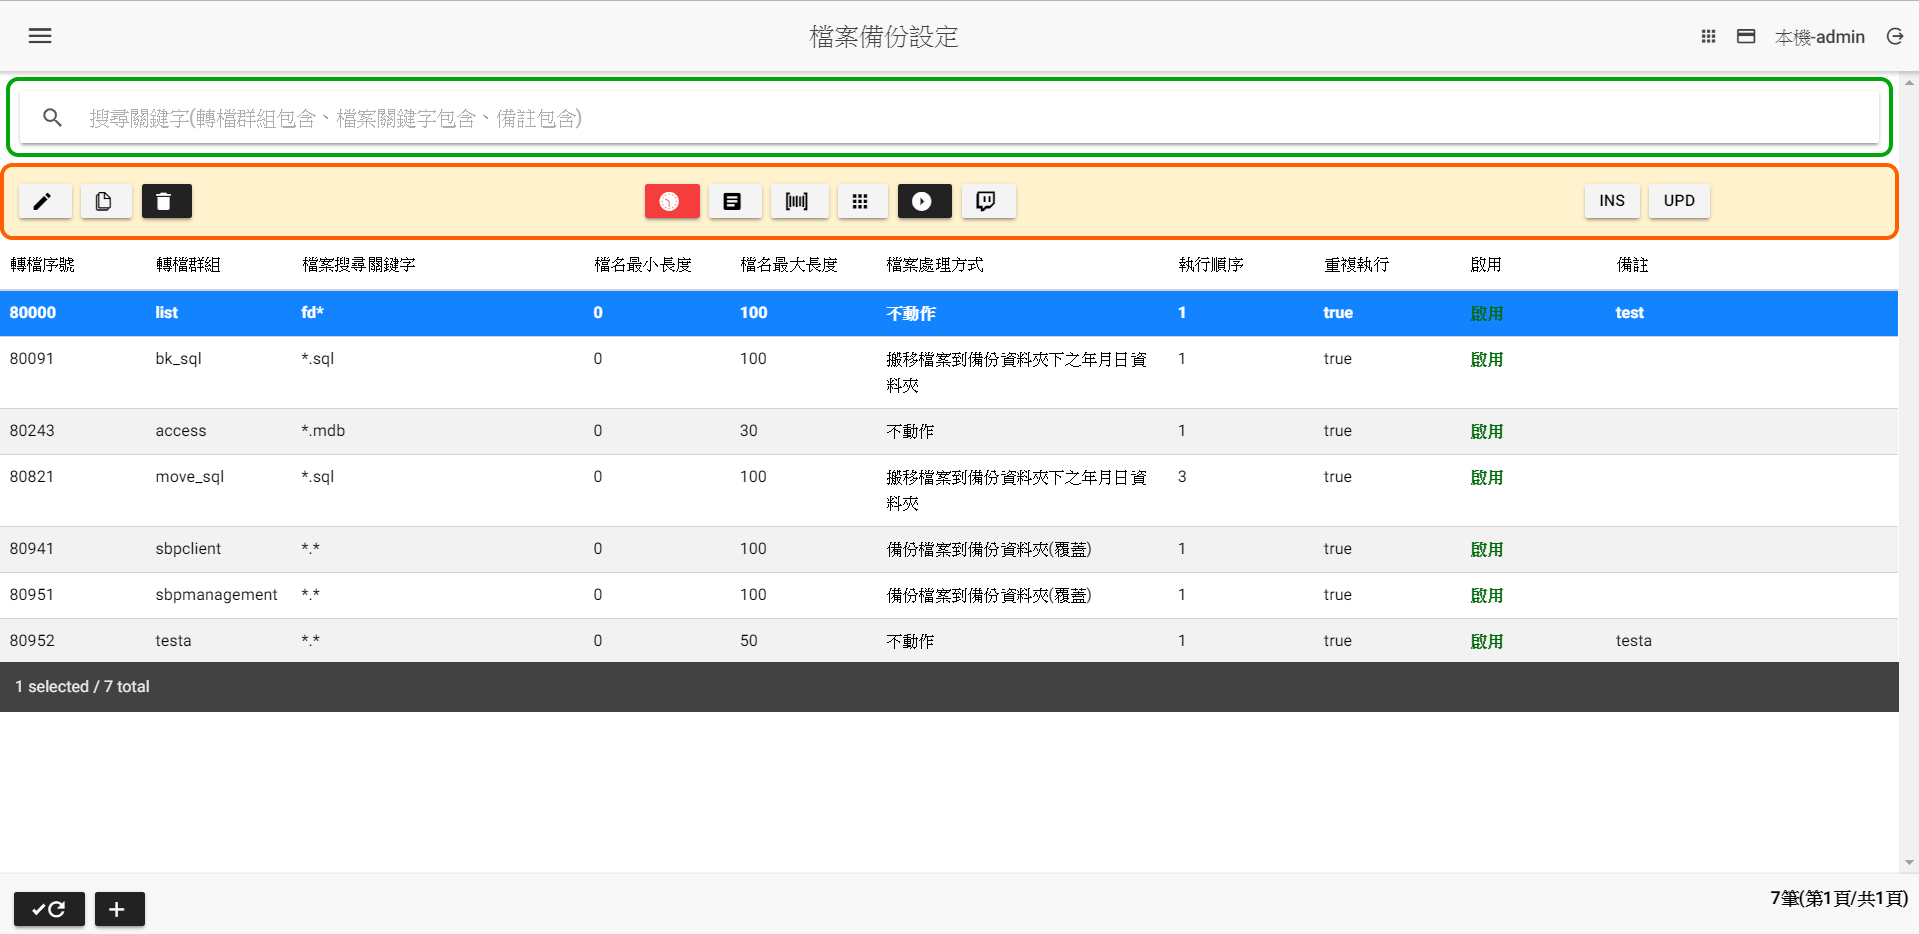 檔案備份設定
本機-admin
搜尋關鍵字(轉檔群組包含、檔案關鍵字包含、備註包含)
INS UPD
轉檔序號 轉檔群組 檔案搜尋關鍵字 檔名最小長度 檔名最大長度 檔案處理方式 執行順序 重複執行 啟用 備註
80000 list fd* 0 100 不動作 1 true 啟用 test
80091 bk_sql *.sql 0 100 搬移檔案到備份資料夾下之年月日資 1 true 啟用
料夾
80243 access *.mdb 0 30 不動作 1 true 啟用
80821 move_sql *.sql 0 100 搬移檔案到備份資料夾下之年月日資 3 true 啟用
料夾
80941 sbpclient *.* 0 100 備份檔案到備份資料夾(覆蓋) 1 true 啟用
80951 sbpmanagement *.* 0 100 備份檔案到備份資料夾(覆蓋) 1 true 啟用
80952 testa *.* 0 50 不動作 1 true 啟用 testa
1 selected / 7 total
7筆(第1頁/共1頁)